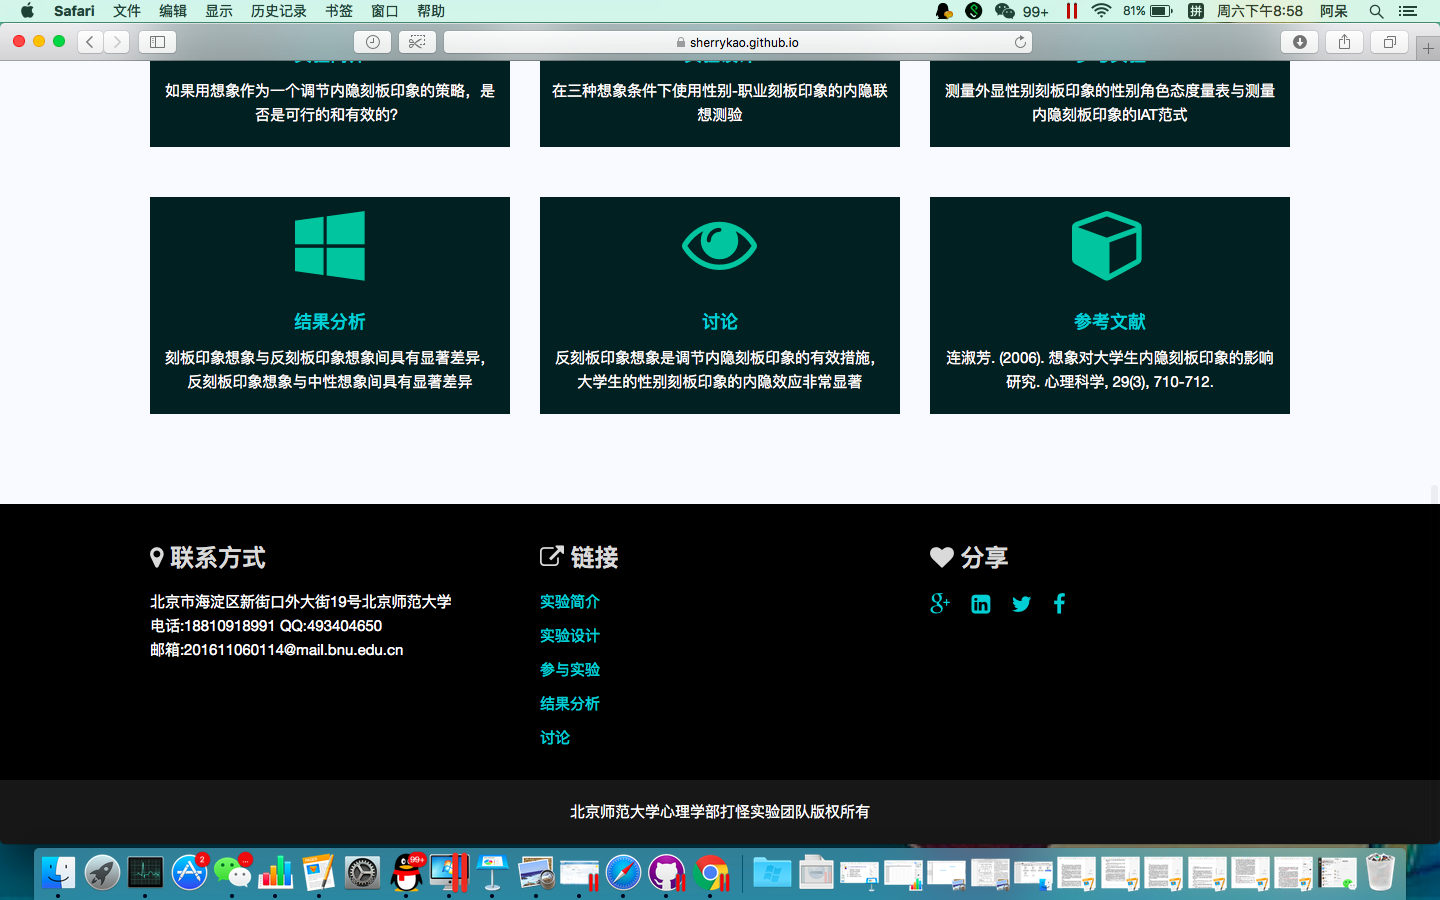 Safari 文件 编辑 显示 历史记录 书签 窗口 帮助 99+ 81% 拼 周六下午8:58 阿呆
sherrykao.github.io
如果用想象作为一个调节内隐刻板印象的策略，是
否是可行的和有效的?
在三种想象条件下使用性别-职业刻板印象的内隐联
想测验
测量外显性别刻板印象的性别角色态度量表与测量
内隐刻板印象的IAT范式
结果分析
刻板印象想象与反刻板印象想象间具有显著差异，
反刻板印象想象与中性想象间具有显著差异
讨论
反刻板印象想象是调节内隐刻板印象的有效措施，
大学生的性别刻板印象的内隐效应非常显著
参考文献
连淑芳. (2006). 想象对大学生内隐刻板印象的影响
研究. 心理科学, 29(3), 710-712.
联系方式
北京市海淀区新街口外大街19号北京师范大学
电话:18810918991 QQ:493404650
邮箱:201611060114@mail.bnu.edu.cn
链接
实验简介
实验设计
参与实验
结果分析
讨论
分享
北京师范大学心理学部打怪实验团队版权所有
2
99+